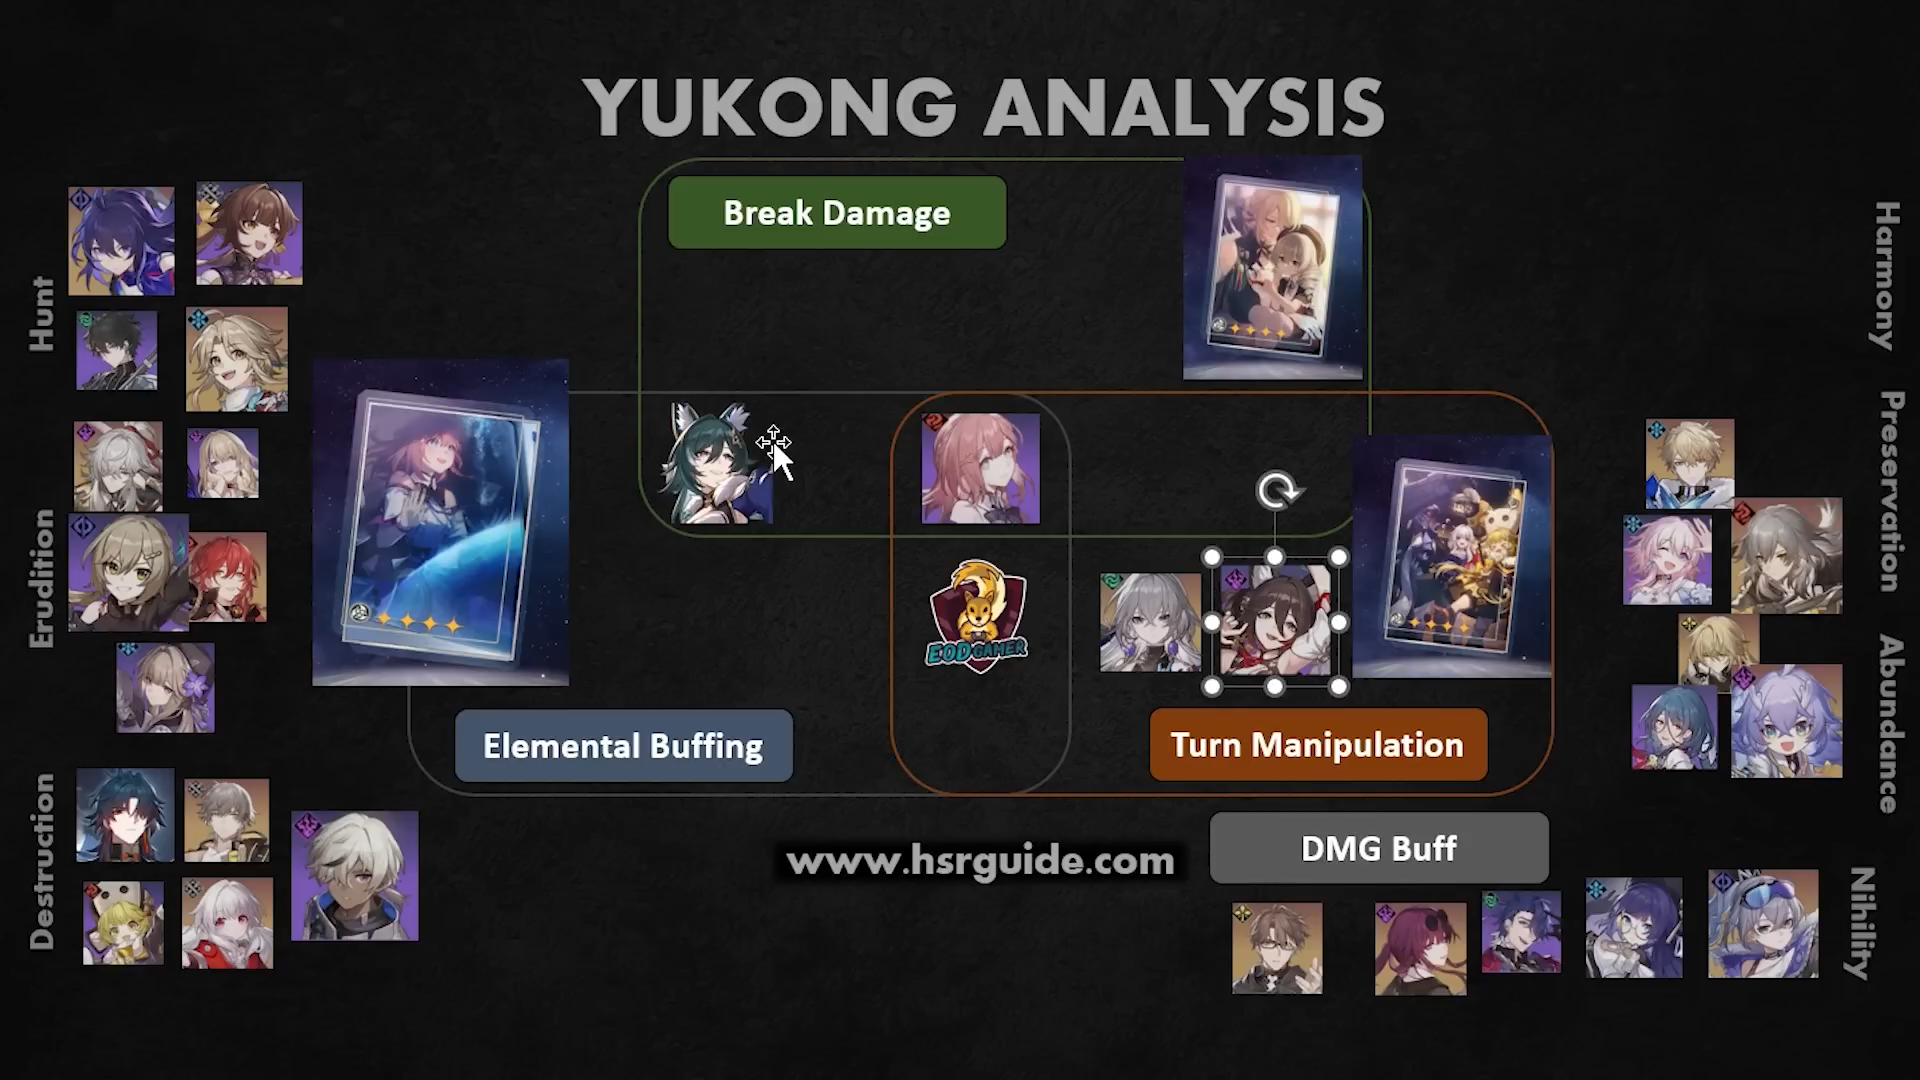 YUKONG ANALYSIS
Break Damage
Hunt
Harmony
Preservation
Erudition
EODGAMER
Abundance
Elemental Buffing
Turn Manipulation
Destruction
www.hsrguide.com
DMG Buff
Nihility